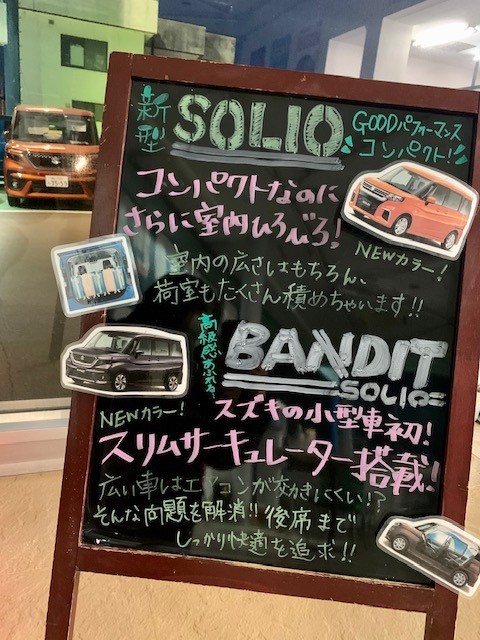 新型 SOLIO
GOODパフォーマンス
コンパクト!
コンパクトなのに
さらに室内ひろびろ!
NEWカラー!
室内の広さはもちろん、
荷室もたくさん積めちゃいます!!
高級感あふれる
BANDIT
SOLIO
NEWカラー!
スズキの小型車初!
スリムサーキュレーター搭載!
広い車はエアコンが効きにくい!?
そんな問題を解消!! 後席まで
しっかり快適を追求!!